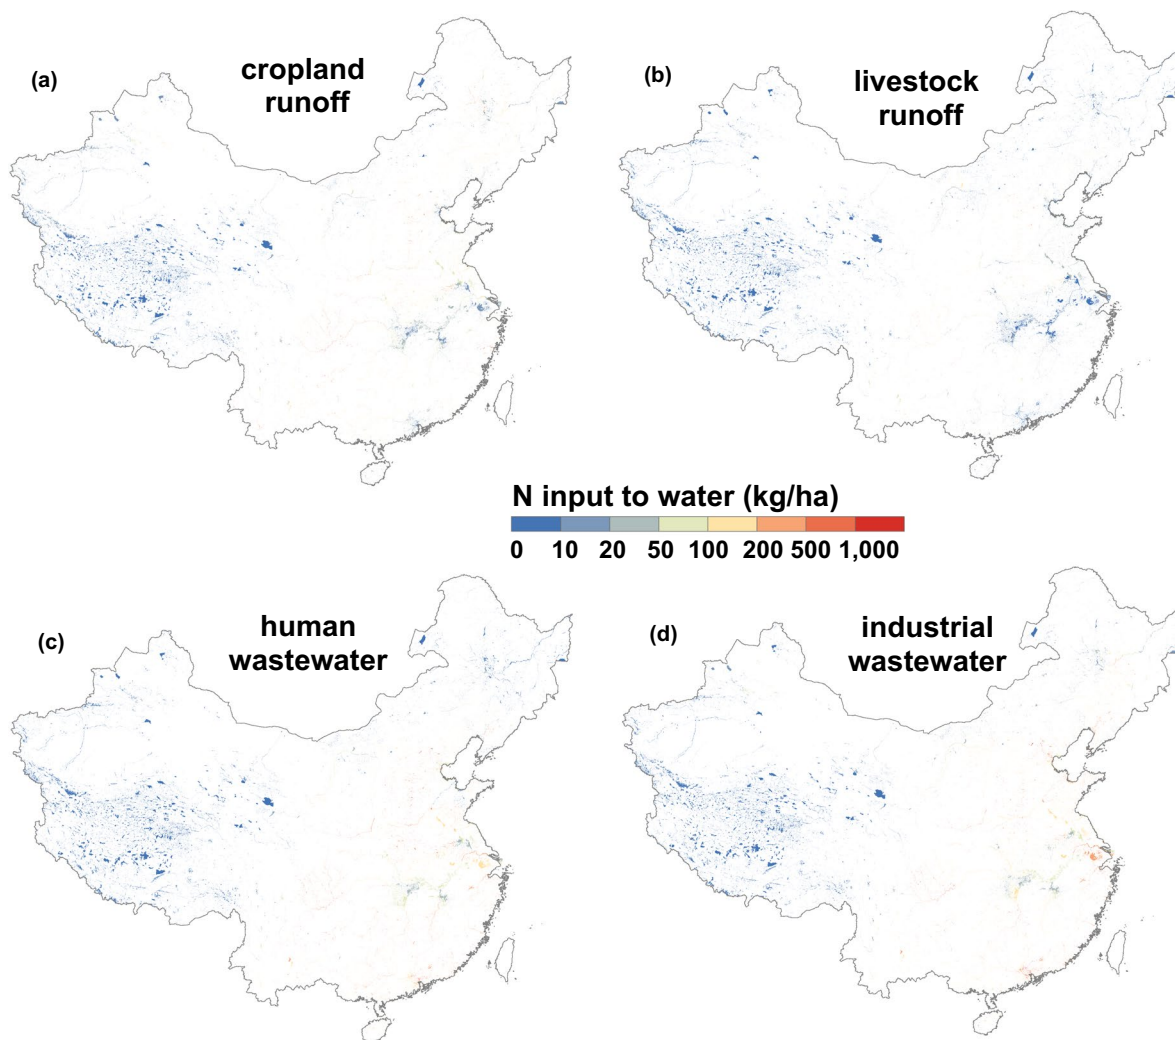 (a)
cropland
runoff
(b)
livestock
runoff
N input to water (kg/ha)
0 10 20 50 100 200 500 1,000
(c)
human
wastewater
(d)
industrial
wastewater